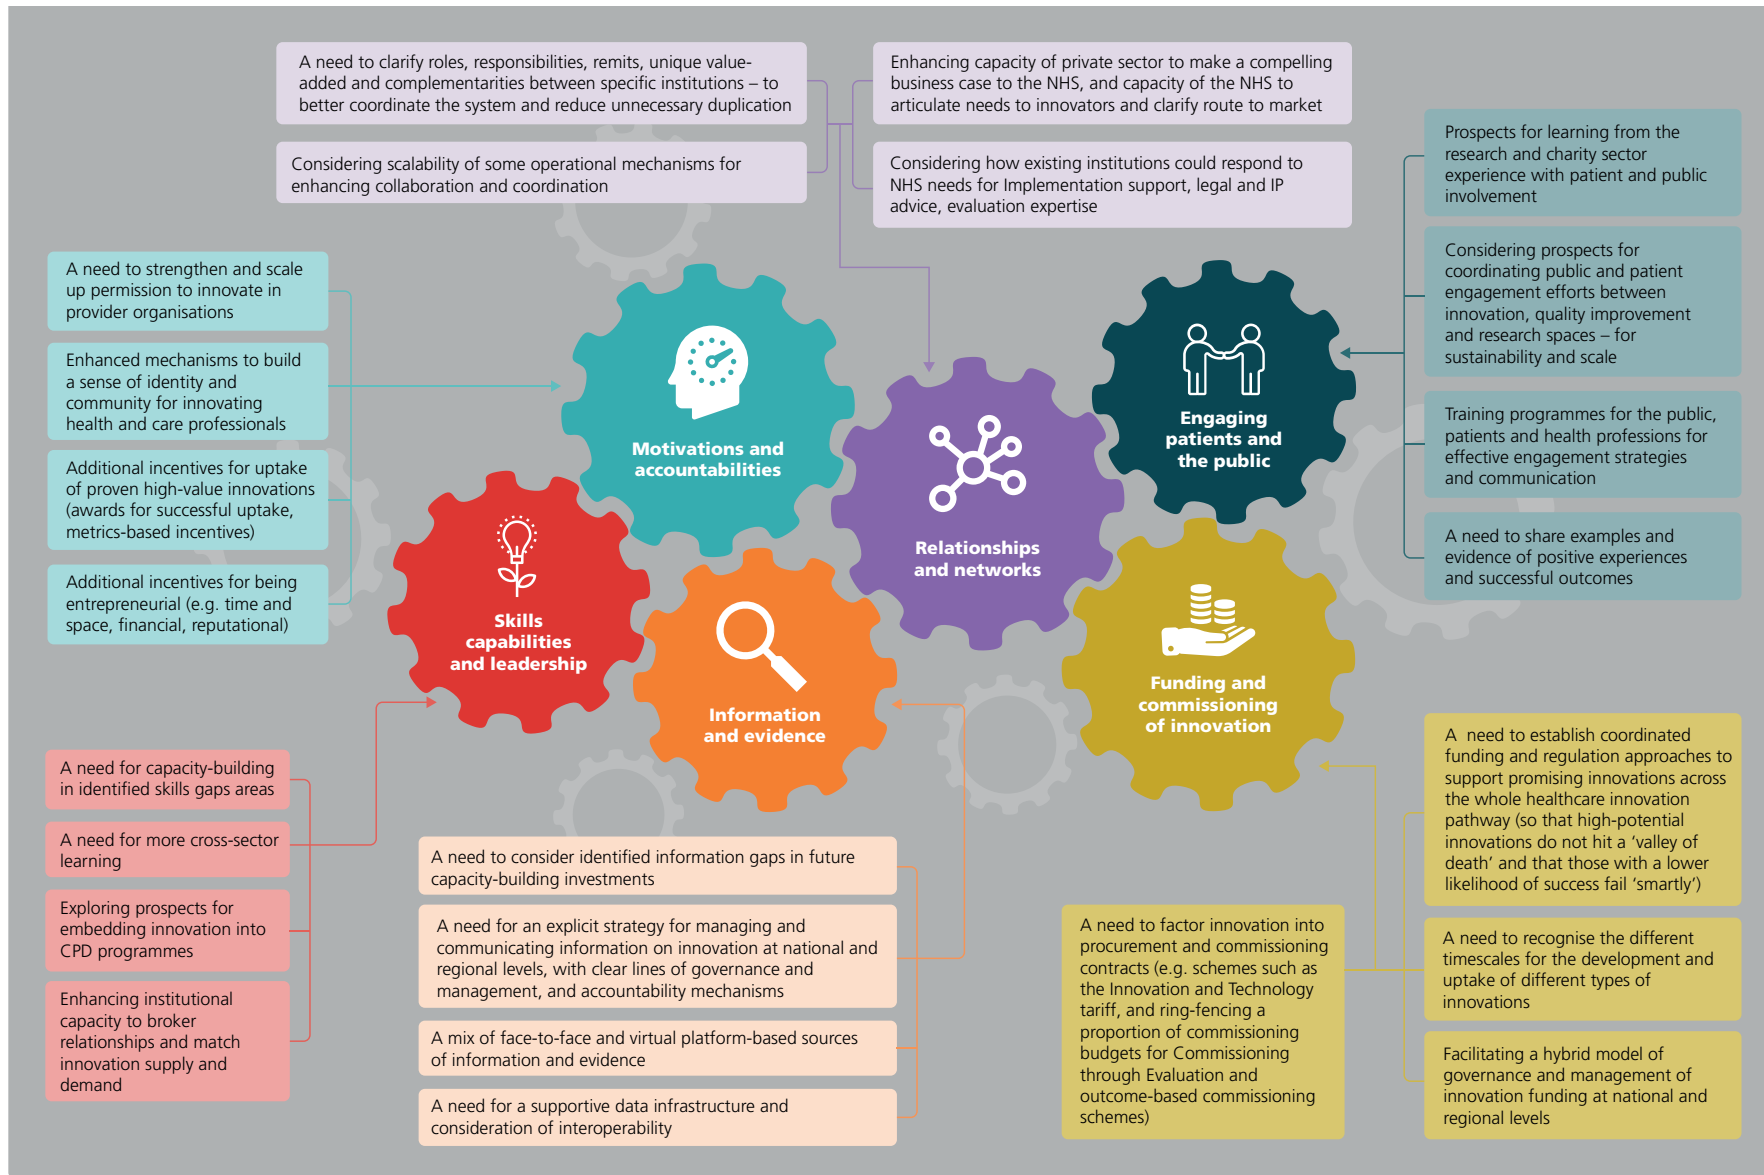 A need to clarify roles, responsibilities, remits, unique value-
added and complementarities between specific institutions – to
better coordinate the system and reduce unnecessary duplication
Considering scalability of some operational mechanisms for
enhancing collaboration and coordination
Enhancing capacity of private sector to make a compelling
business case to the NHS, and capacity of the NHS to
articulate needs to innovators and clarify route to market
Considering how existing institutions could respond to
NHS needs for Implementation support, legal and IP
advice, evaluation expertise
Prospects for learning from the
research and charity sector
experience with patient and public
involvement
Considering prospects for
coordinating public and patient
engagement efforts between
innovation, quality improvement
and research spaces – for
sustainability and scale
Training programmes for the public,
patients and health professions for
effective engagement strategies
and communication
A need to share examples and
evidence of positive experiences
and successful outcomes
A need to strengthen and scale
up permission to innovate in
provider organisations
Enhanced mechanisms to build
a sense of identity and
community for innovating
health and care professionals
Additional incentives for uptake
of proven high-value innovations
(awards for successful uptake,
metrics-based incentives)
Additional incentives for being
entrepreneurial (e.g. time and
space, financial, reputational)
Motivations and
accountabilities
Engaging
patients and
the public
Relationships
and networks
Skills
capabilities
and leadership
Information
and evidence
Funding and
commissioning
of innovation
A need for capacity-building
in identified skills gaps areas
A need for more cross-sector
learning
Exploring prospects for
embedding innovation into
CPD programmes
Enhancing institutional
capacity to broker
relationships and match
innovation supply and
demand
A need to consider identified information gaps in future
capacity-building investments
A need for an explicit strategy for managing and
communicating information on innovation at national and
regional levels, with clear lines of governance and
management, and accountability mechanisms
A mix of face-to-face and virtual platform-based sources
of information and evidence
A need for a supportive data infrastructure and
consideration of interoperability
A need to factor innovation into
procurement and commissioning
contracts (e.g. schemes such as
the Innovation and Technology
tariff, and ring-fencing a
proportion of commissioning
budgets for Commissioning
through Evaluation and
outcome-based commissioning
schemes)
A need to establish coordinated
funding and regulation approaches to
support promising innovations across
the whole healthcare innovation
pathway (so that high-potential
innovations do not hit a ‘valley of
death’ and that those with a lower
likelihood of success fail ‘smartly’)
A need to recognise the different
timescales for the development and
uptake of different types of
innovations
Facilitating a hybrid model of
governance and management of
innovation funding at national and
regional levels